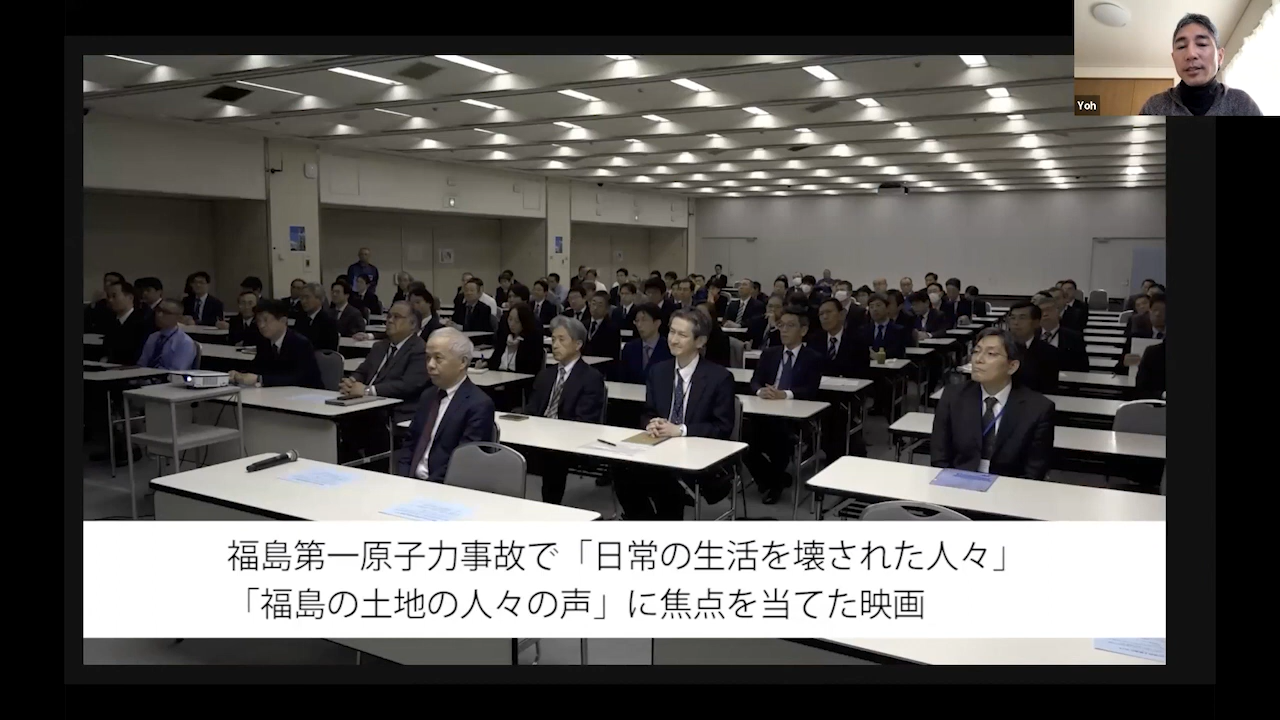 Yoh
福島第一原子力事故で「日常の生活を壊された人々」
「福島の土地の人々の声」に焦点を当てた映画